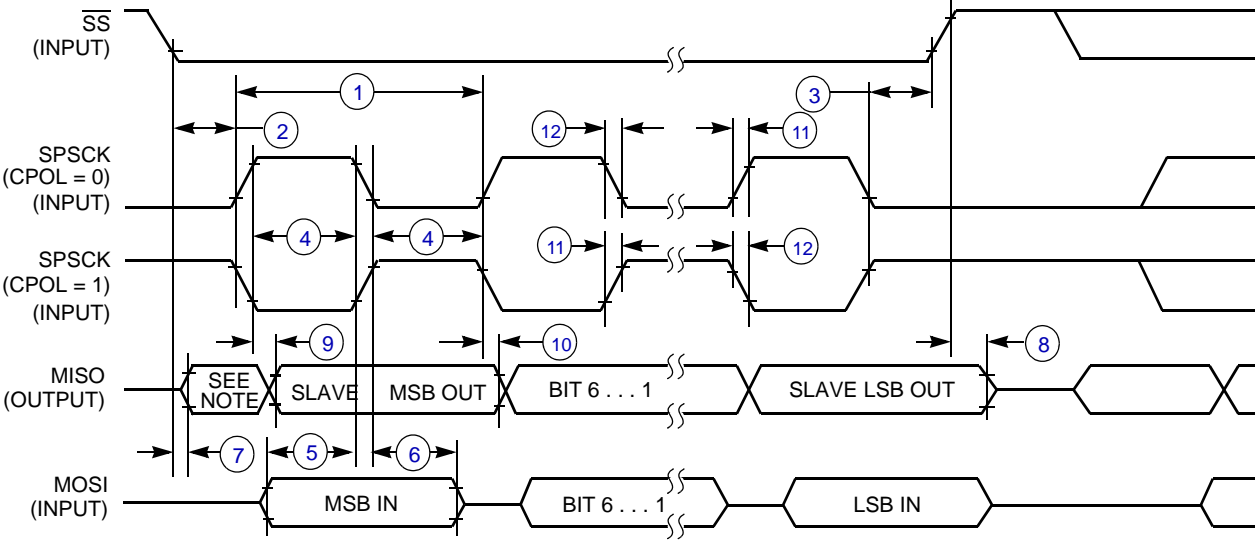 SS
(INPUT)
1
3
2
12
11
SPSCK
(CPOL = 0)
(INPUT)
4
4
11
12
SPSCK
(CPOL = 1)
(INPUT)
9
10
8
MISO
(OUTPUT)
SEE
NOTE
SLAVE
MSB OUT
BIT 6 . . . 1
SLAVE LSB OUT
7
5
6
MOSI
(INPUT)
MSB IN
BIT 6 . . . 1
LSB IN